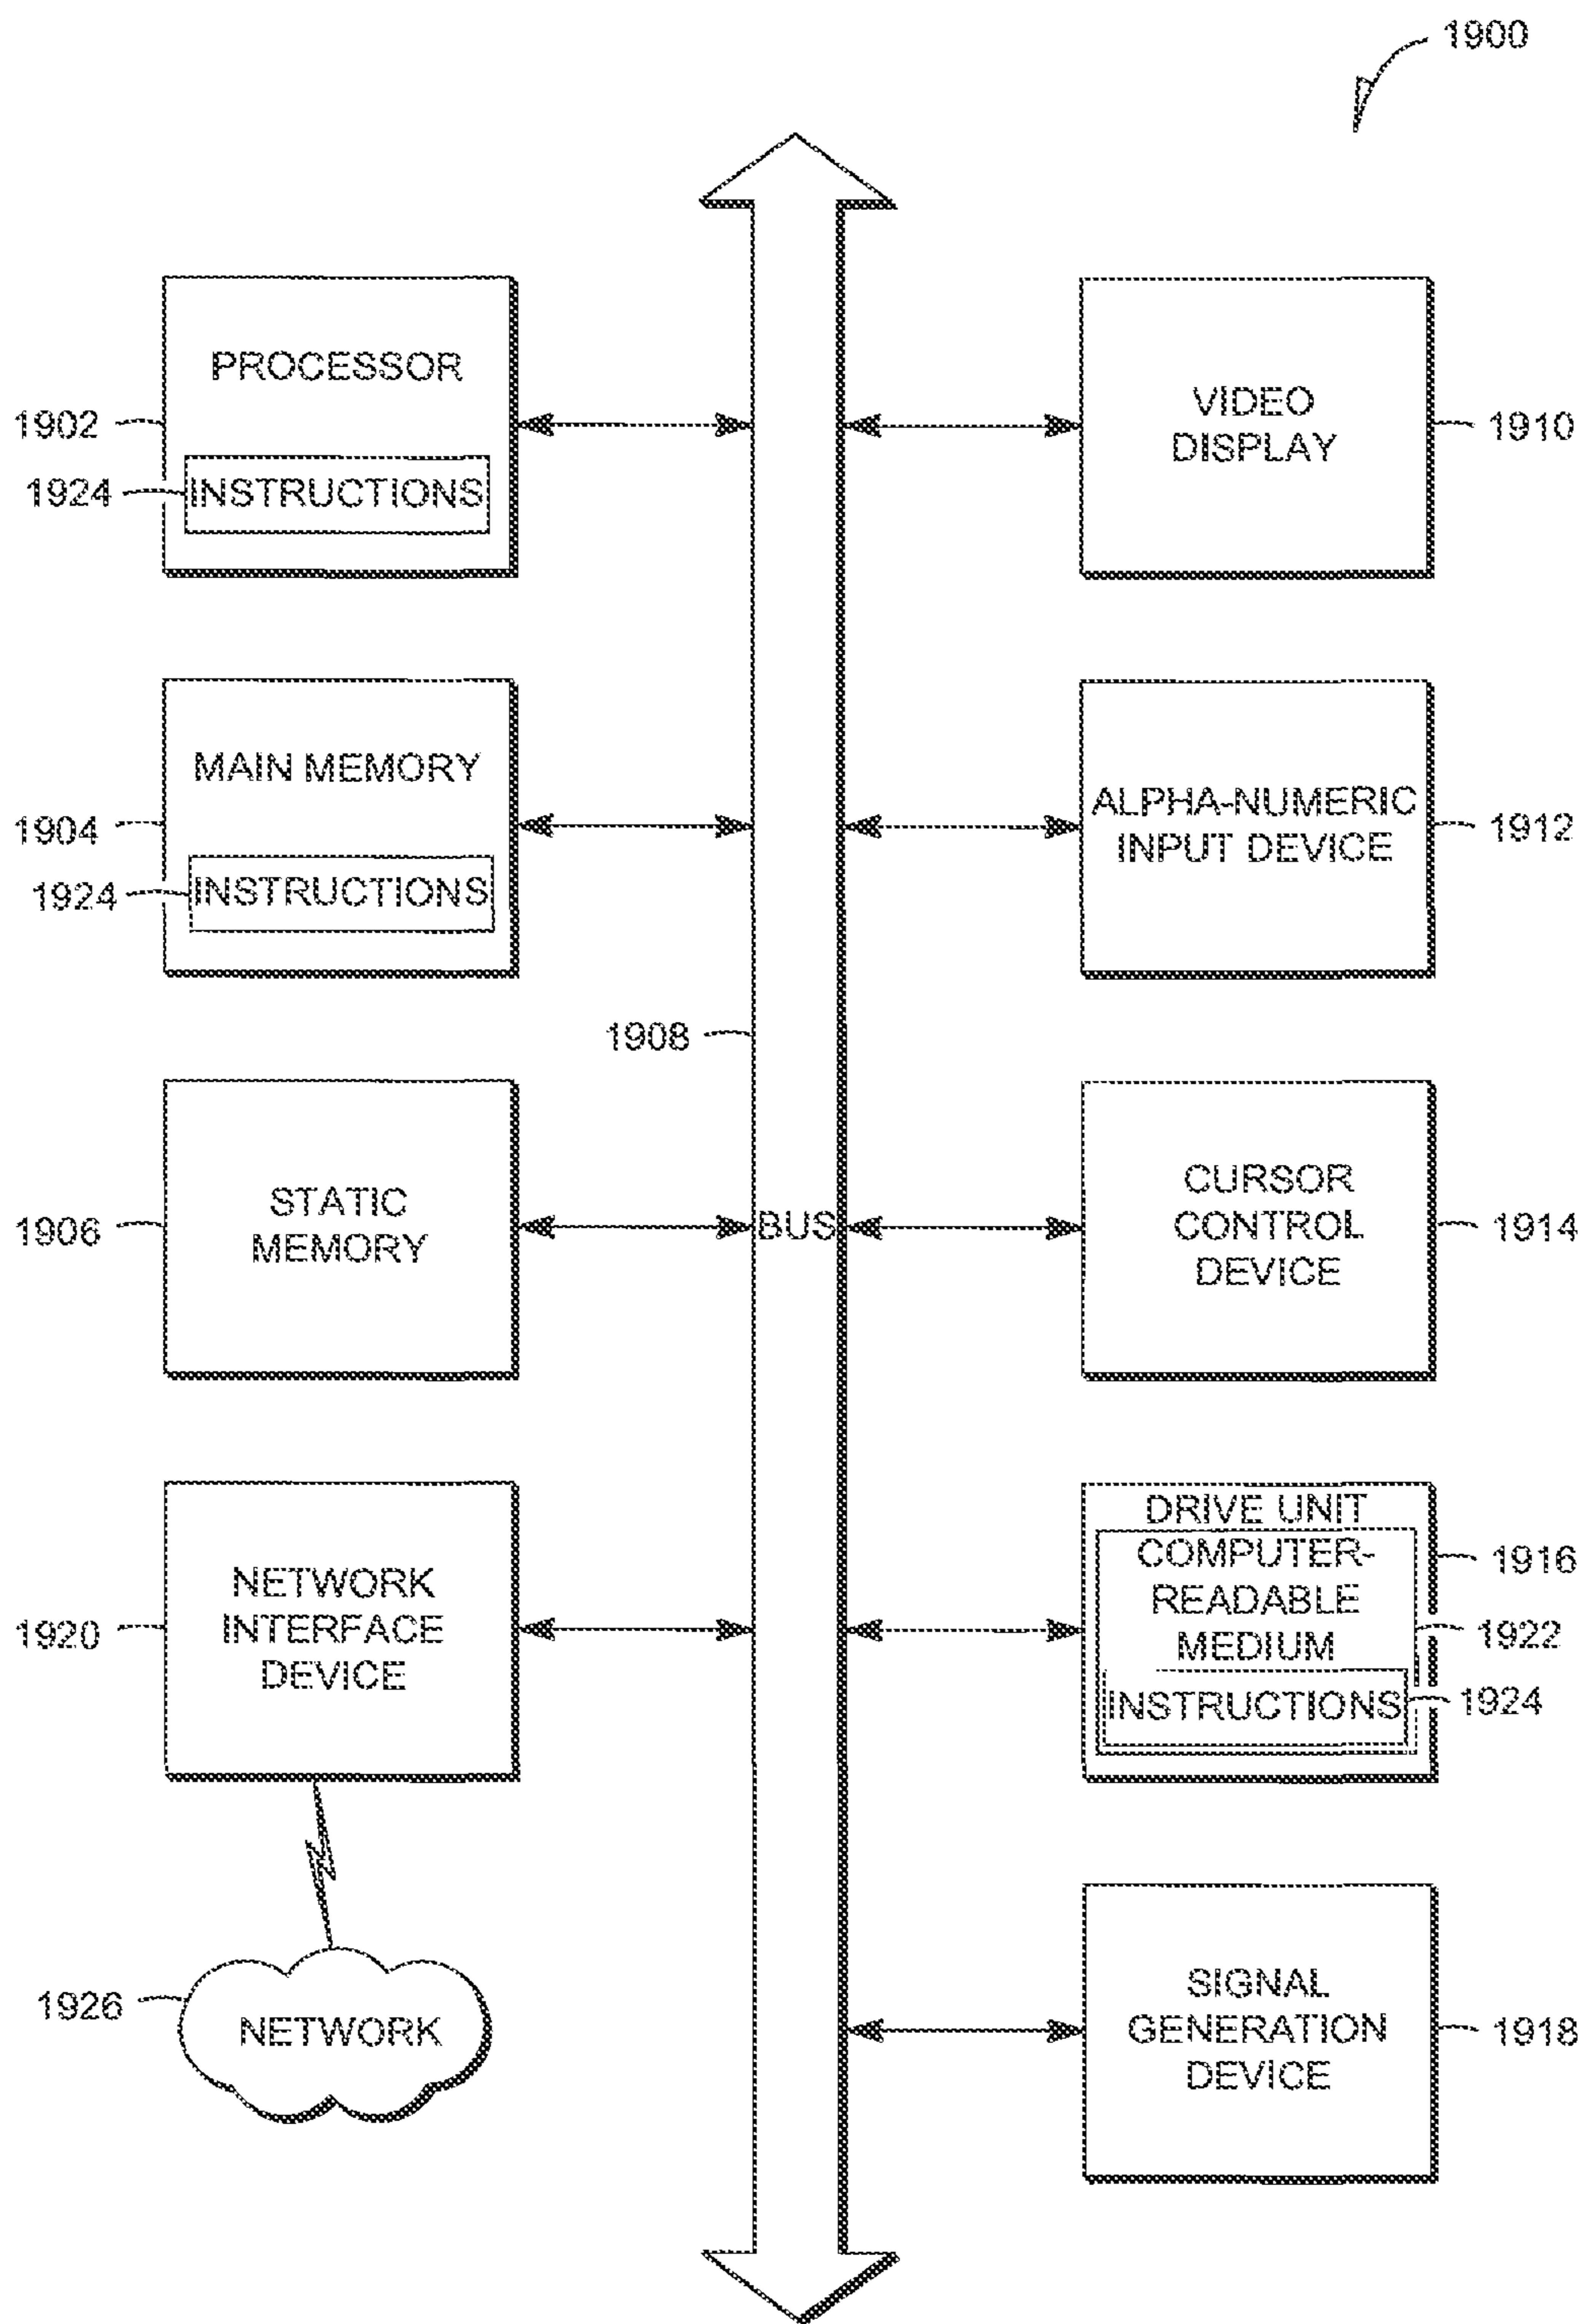 1900
PROCESSOR
1902
1924
INSTRUCTIONS
VIDEO
DISPLAY
1910
MAIN MEMORY
1904
1924
INSTRUCTIONS
ALPHA-NUMERIC
INPUT DEVICE
1912
1908
STATIC
MEMORY
1906
BUS
CURSOR
CONTROL
DEVICE
1914
NETWORK
INTERFACE
DEVICE
1920
DRIVE UNIT
COMPUTER-
READABLE
MEDIUM
1916
1922
INSTRUCTIONS
1924
1926
NETWORK
SIGNAL
GENERATION
DEVICE
1918